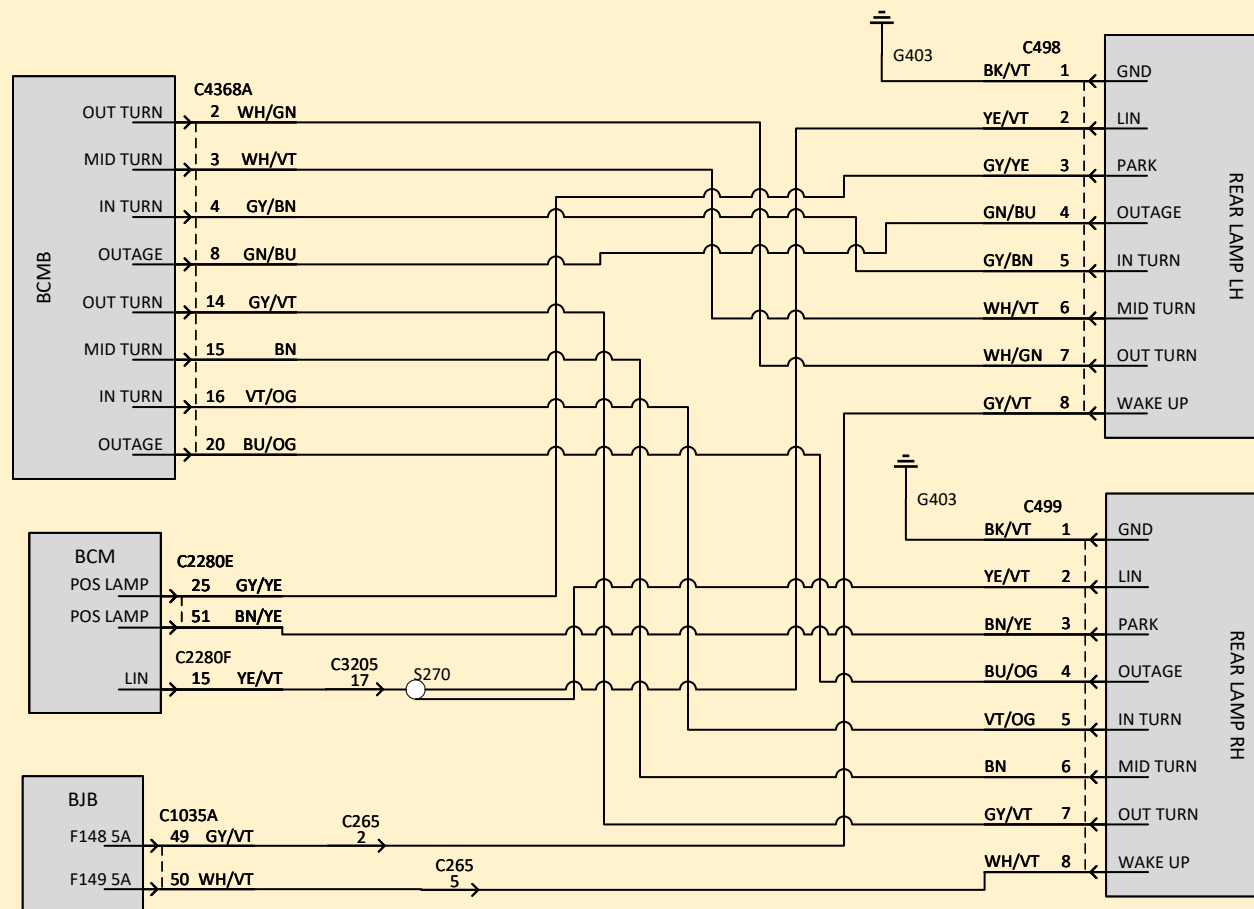 BCMB
C4368A
OUT TURN 2 WH/GN
MID TURN 3 WH/VT
IN TURN 4 GY/BN
OUTAGE 8 GN/BU
OUT TURN 14 GY/VT
MID TURN 15 BN
IN TURN 16 VT/OG
OUTAGE 20 BU/OG
BCM
C2280E
POS LAMP 25 GY/YE
POS LAMP 51 BN/YE
C2280F
LIN 15 YE/VT
C3205
17
S270
BJB
C1035A
F148 5A 49 GY/VT
C265
2
F149 5A 50 WH/VT
C265
5
G403
C498
BK/VT 1 GND
YE/VT 2 LIN
GY/YE 3 PARK
GN/BU 4 OUTAGE
GY/BN 5 IN TURN
WH/VT 6 MID TURN
WH/GN 7 OUT TURN
GY/VT 8 WAKE UP
REAR LAMP LH
G403
C499
BK/VT 1 GND
YE/VT 2 LIN
BN/YE 3 PARK
BU/OG 4 OUTAGE
VT/OG 5 IN TURN
BN 6 MID TURN
GY/VT 7 OUT TURN
WH/VT 8 WAKE UP
REAR LAMP RH